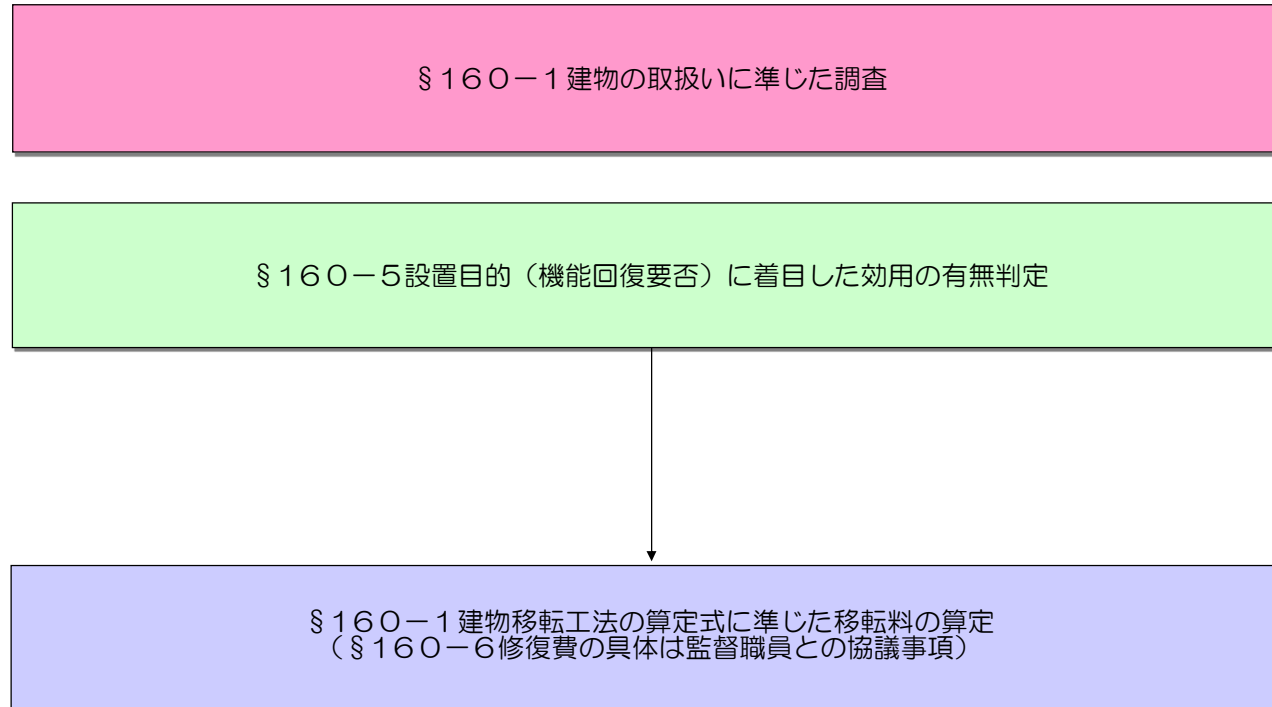 §１６０－１建物の取扱いに準じた調査
§１６０－５設置目的（機能回復要否）に着目した効用の有無判定
§１６０－１建物移転工法の算定式に準じた移転料の算定
（§１６０－６修復費の具体は監督職員との協議事項）